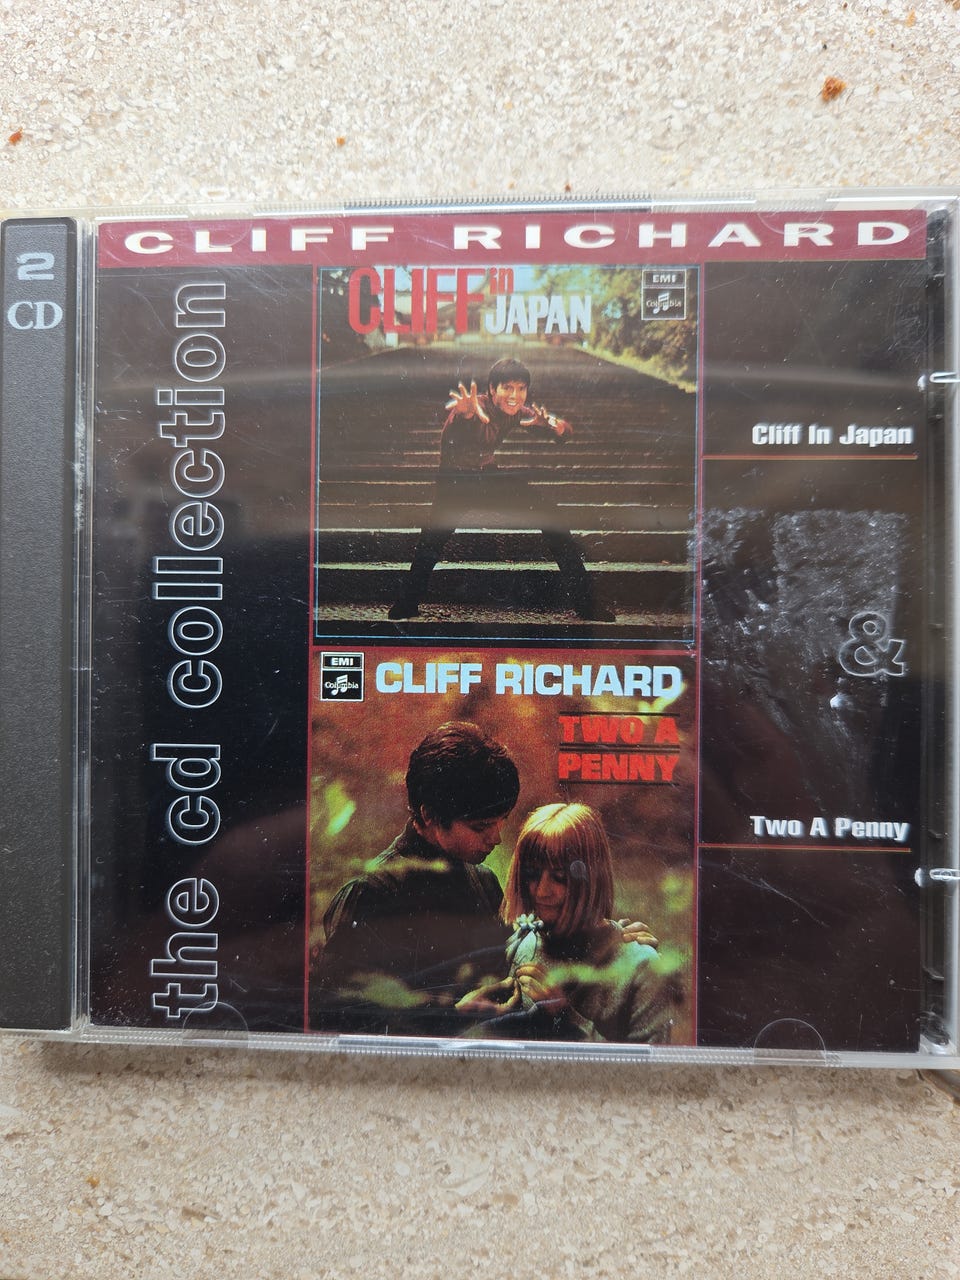 2
CD
CLIFF RICHARD
the cd collection
CLIFF in
JAPAN
EMI
Columbia
Cliff In Japan
&
Two A Penny
EMI
Columbia
CLIFF RICHARD
TWO A
PENNY